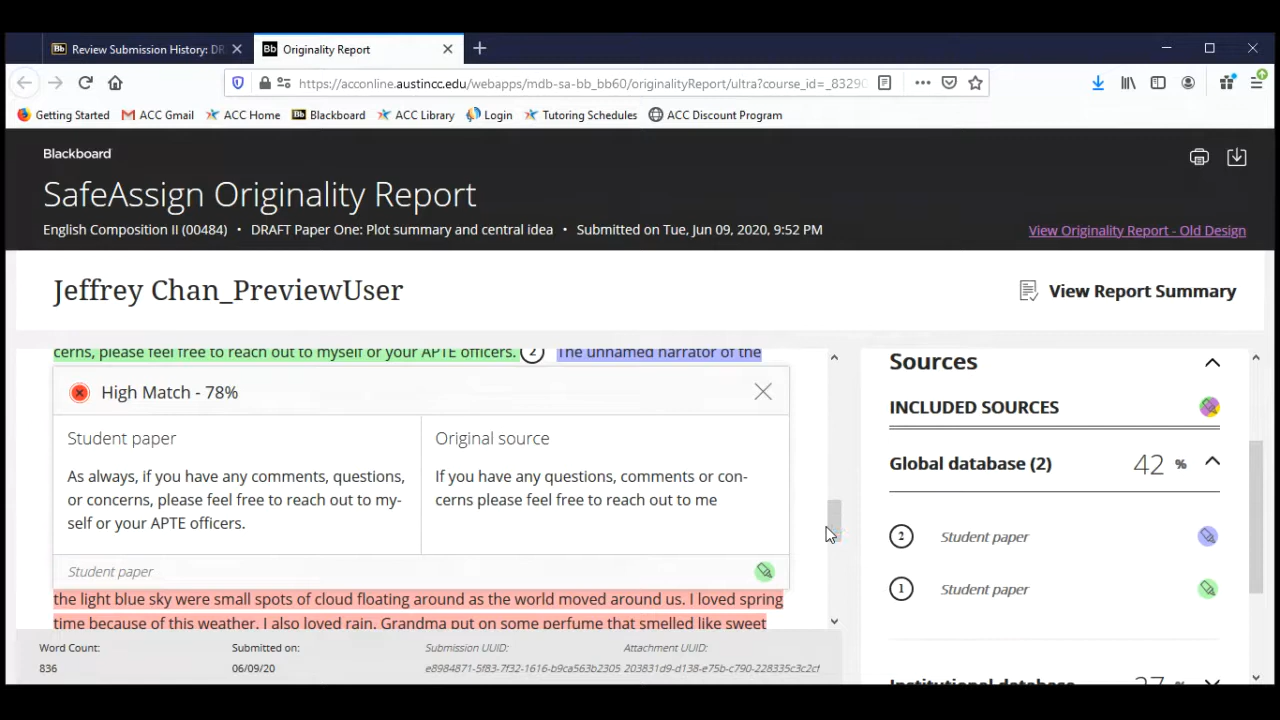 Review Submission History: DR
Originality Report
https://acconline.austincc.edu/webapps/mdb-sa-bb_bb60/originalityReport/ultra?course_id=_8329
Getting Started
ACC Gmail
ACC Home
Bb
Blackboard
ACC Library
Login
Tutoring Schedules
ACC Discount Program
Blackboard
SafeAssign Originality Report
English Composition II (00484) • DRAFT Paper One: Plot summary and central idea • Submitted on Tue, Jun 09, 2020, 9:52 PM
View Originality Report - Old Design
Jeffrey Chan_PreviewUser
View Report Summary
cerns, please feel free to reach out to myself or your APTE officers. 2 The unnamed narrator of the
High Match - 78%
Student paper
As always, if you have any comments, questions,
or concerns, please feel free to reach out to my-
self or your APTE officers.
Original source
If you have any questions, comments or con-
cerns please feel free to reach out to me
Student paper
the light blue sky were small spots of cloud floating around as the world moved around us. I loved spring
time because of this weather. I also loved rain. Grandma put on some perfume that smelled like sweet
Word Count:
836
Submitted on:
06/09/20
Submission UUID:
e8984871-5f83-7f32-1616-b9ca563b2305
Attachment UUID:
203831d9-d138-e75b-c790-228335c3c2cf
Sources
INCLUDED SOURCES
Global database (2) 42 %
2 Student paper
1 Student paper
Institutional database 37 %